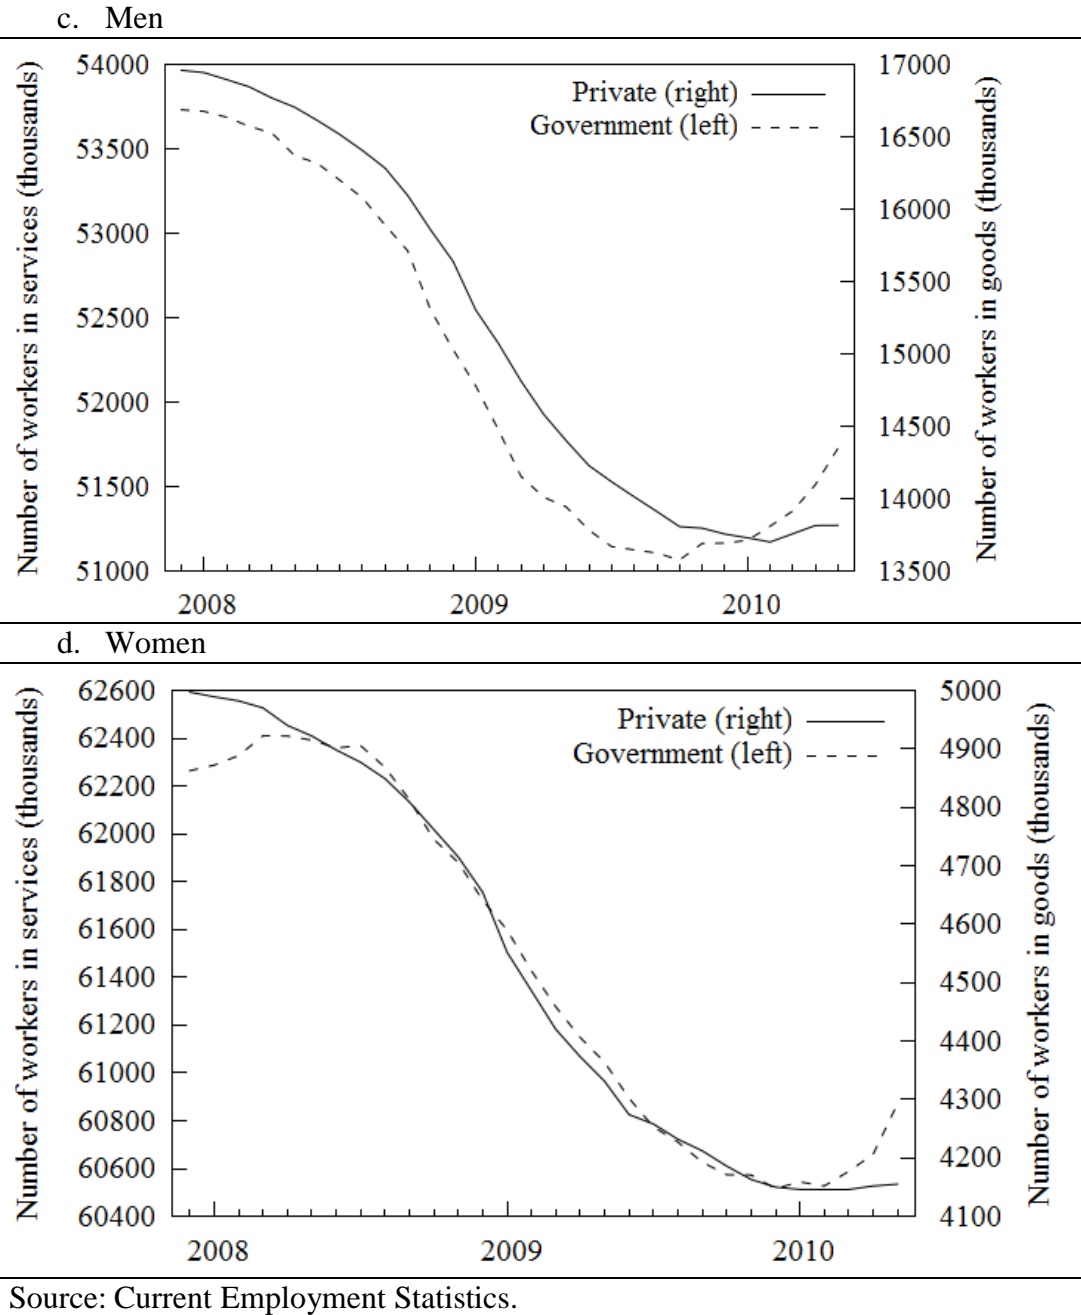 c. Men
Number of workers in services (thousands)
54000
53500
53000
52500
52000
51500
51000
Private (right)
Government (left)
17000
16500
16000
15500
15000
14500
14000
13500
Number of workers in goods (thousands)
2008 2009 2010
d. Women
Number of workers in services (thousands)
62600
62400
62200
62000
61800
61600
61400
61200
61000
60800
60600
60400
Private (right)
Government (left)
5000
4900
4800
4700
4600
4500
4400
4300
4200
4100
Number of workers in goods (thousands)
2008 2009 2010
Source: Current Employment Statistics.